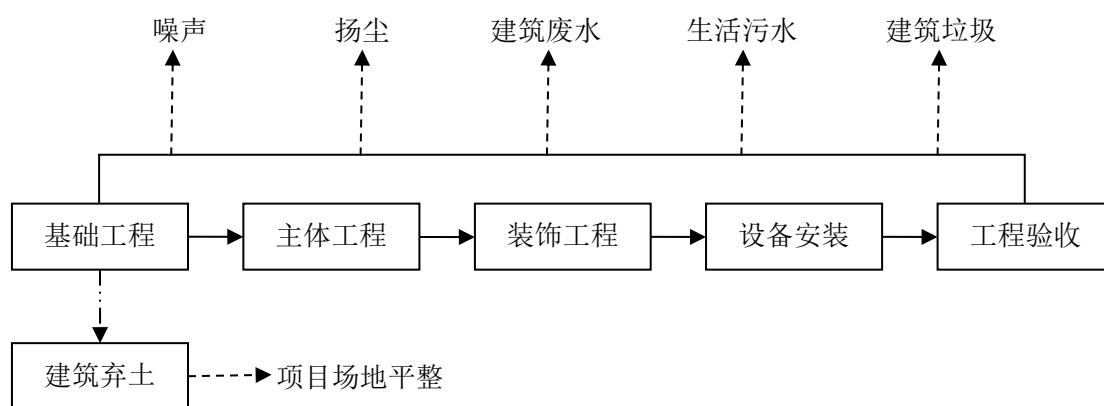 噪声 扬尘 建筑废水 生活污水 建筑垃圾
基础工程 主体工程 装饰工程 设备安装 工程验收
建筑弃土 项目场地平整